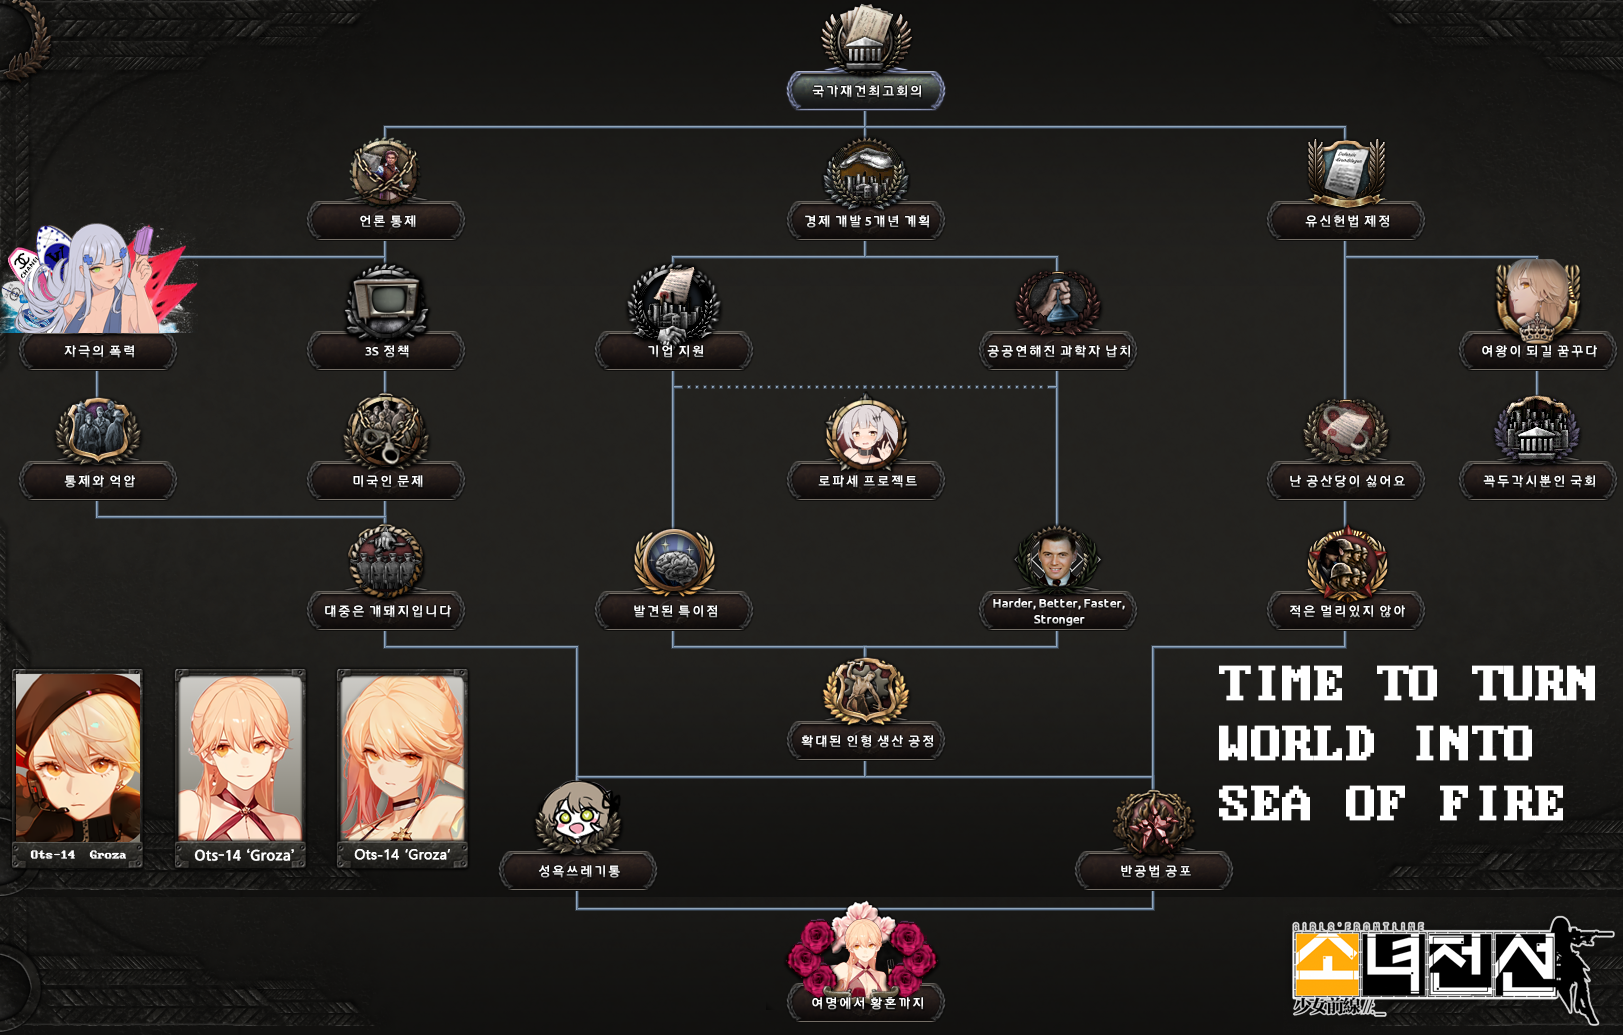 국가재건최고회의
언론 통제
경제 개발 5개년 계획
유신헌법 제정
CHANEL
자극의 폭력
3S 정책
기업 지원
공공연해진 과학자 납치
여왕이 되길 꿈꾸다
통제와 억압
미국인 문제
로파세 프로젝트
난 공산당이 싫어요
꼭두각시뿐인 국회
대중은 개돼지입니다
발견된 특이점
Harder, Better, Faster,
Stronger
적은 멀리있지 않아
확대된 인형 생산 공정
TIME TO TURN
WORLD INTO
SEA OF FIRE
Ots-14 Groza
Ots-14 ‘Groza’
Ots-14 ‘Groza’
성욕쓰레기통
반공법 공포
여명에서 황혼까지
GIRLS' FRONTLINE
소녀전선
少女前線